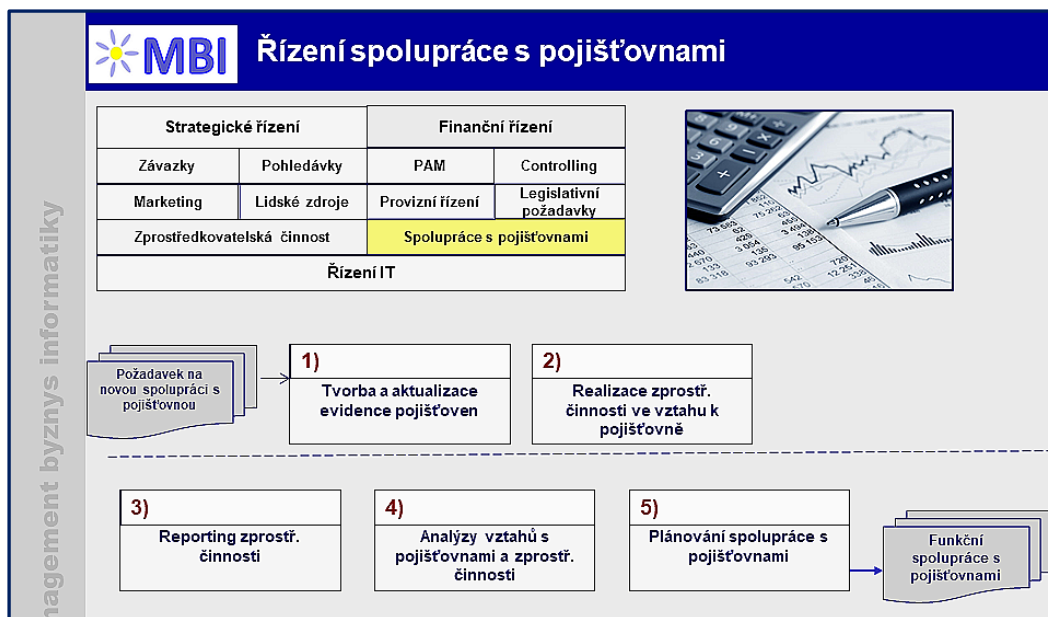 MBI
Řízení spolupráce s pojišťovnami
Strategické řízení
Finanční řízení
Závazky
Pohledávky
PAM
Controlling
Marketing
Lidské zdroje
Provizní řízení
Legislativní
požadavky
Zprostředkovatelská činnost
Spolupráce s pojišťovnami
Řízení IT
nagement byznys informatiky
Požadavek na
novou spolupráci s
pojišťovnou
1)
Tvorba a aktualizace
evidence pojišťoven
2)
Realizace zprostř.
činnosti ve vztahu k
pojišťovně
3)
Reporting zprostř.
činnosti
4)
Analýzy vztahů s
pojišťovnami a zprostř.
činnosti
5)
Plánování spolupráce s
pojišťovnami
Funkční
spolupráce s
pojišťovnami